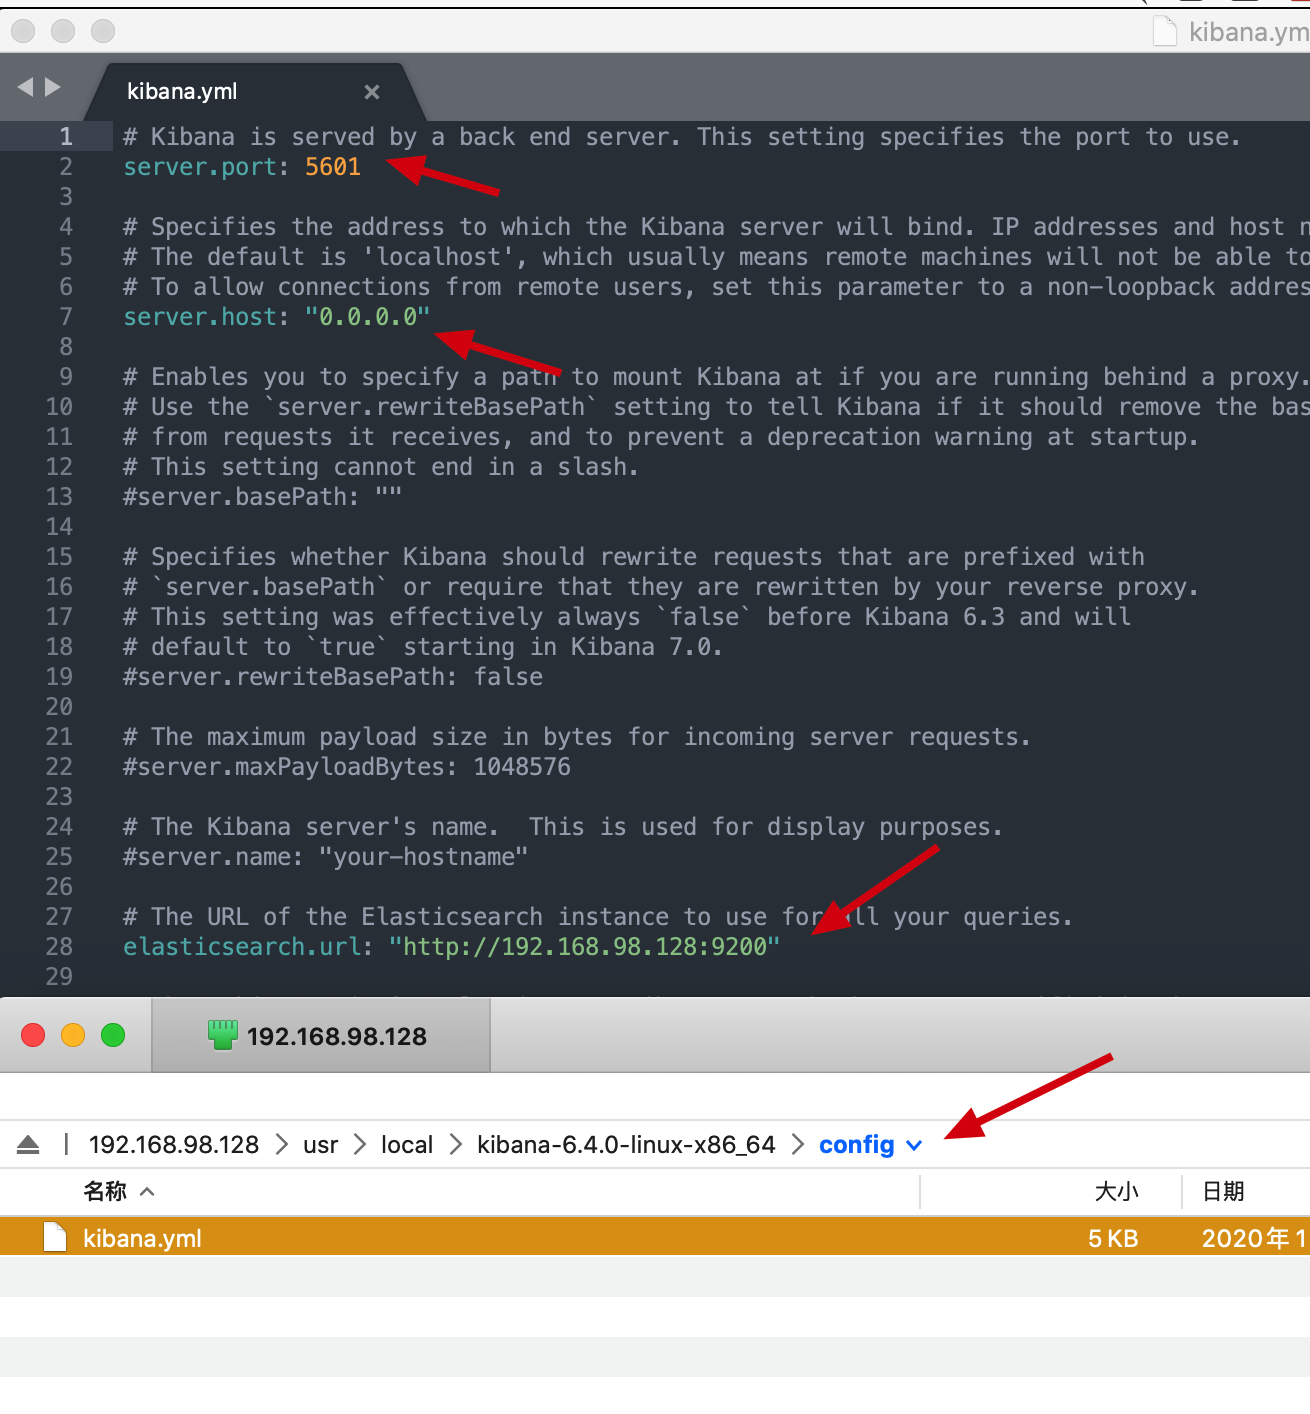 kibana.ym
kibana.yml ×
1 # Kibana is served by a back end server. This setting specifies the port to use.
2 server.port: 5601
3
4 # Specifies the address to which the Kibana server will bind. IP addresses and host n
5 # The default is 'localhost', which usually means remote machines will not be able to
6 # To allow connections from remote users, set this parameter to a non-loopback addres
7 server.host: "0.0.0.0"
8
9 # Enables you to specify a path to mount Kibana at if you are running behind a proxy.
10 # Use the `server.rewriteBasePath` setting to tell Kibana if it should remove the bas
11 # from requests it receives, and to prevent a deprecation warning at startup.
12 # This setting cannot end in a slash.
13 #server.basePath: ""
14
15 # Specifies whether Kibana should rewrite requests that are prefixed with
16 # `server.basePath` or require that they are rewritten by your reverse proxy.
17 # This setting was effectively always `false` before Kibana 6.3 and will
18 # default to `true` starting in Kibana 7.0.
19 #server.rewriteBasePath: false
20
21 # The maximum payload size in bytes for incoming server requests.
22 #server.maxPayloadBytes: 1048576
23
24 # The Kibana server's name.  This is used for display purposes.
25 #server.name: "your-hostname"
26
27 # The URL of the Elasticsearch instance to use for all your queries.
28 elasticsearch.url: "http://192.168.98.128:9200"
29
192.168.98.128
192.168.98.128 > usr > local > kibana-6.4.0-linux-x86_64 > config
名称 大小 日期
kibana.yml 5 KB 2020年1